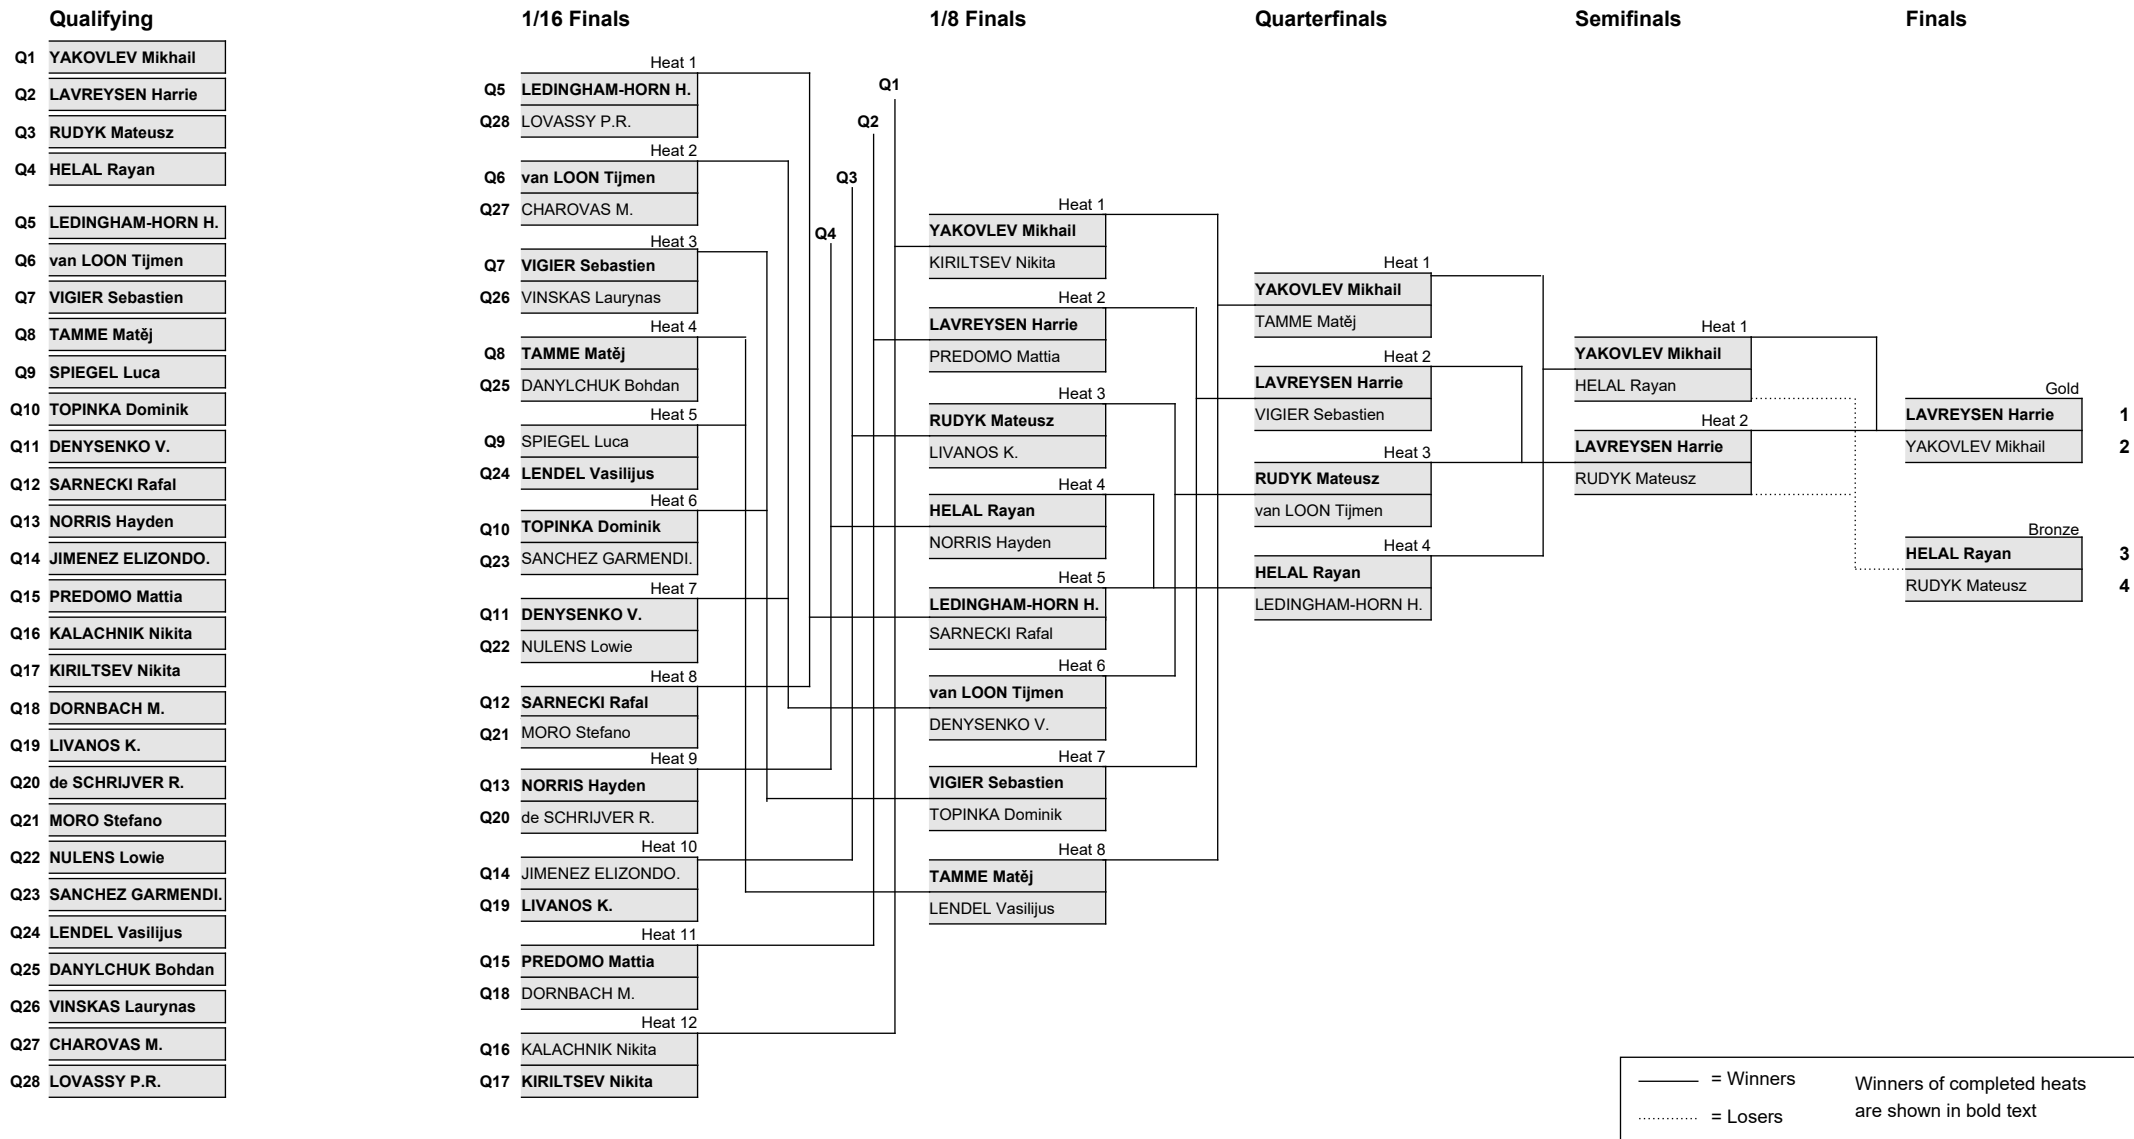 Qualifying
Q1 YAKOVLEV Mikhail
Q2 LAVREYSEN Harrie
Q3 RUDYK Mateusz
Q4 HELAL Rayan
Q5 LEDINGHAM-HORN H.
Q6 van LOON Tijmen
Q7 VIGIER Sebastien
Q8 TAMME Matěj
Q9 SPIEGEL Luca
Q10 TOPINKA Dominik
Q11 DENYSENKO V.
Q12 SARNECKI Rafal
Q13 NORRIS Hayden
Q14 JIMENEZ ELIZONDO.
Q15 PREDOMO Mattia
Q16 KALACHNIK Nikita
Q17 KIRILTSEV Nikita
Q18 DORNBACH M.
Q19 LIVANOS K.
Q20 de SCHRIJVER R.
Q21 MORO Stefano
Q22 NULENS Lowie
Q23 SANCHEZ GARMENDI.
Q24 LENDEL Vasilijus
Q25 DANYLCHUK Bohdan
Q26 VINSKAS Laurynas
Q27 CHAROVAS M.
Q28 LOVASSY P.R.
1/16 Finals
Heat 1
Q5 LEDINGHAM-HORN H.
Q28 LOVASSY P.R.
Heat 2
Q6 van LOON Tijmen
Q27 CHAROVAS M.
Heat 3
Q7 VIGIER Sebastien
Q26 VINSKAS Laurynas
Heat 4
Q8 TAMME Matěj
Q25 DANYLCHUK Bohdan
Heat 5
Q9 SPIEGEL Luca
Q24 LENDEL Vasilijus
Heat 6
Q10 TOPINKA Dominik
Q23 SANCHEZ GARMENDI.
Heat 7
Q11 DENYSENKO V.
Q22 NULENS Lowie
Heat 8
Q12 SARNECKI Rafal
Q21 MORO Stefano
Heat 9
Q13 NORRIS Hayden
Q20 de SCHRIJVER R.
Heat 10
Q14 JIMENEZ ELIZONDO.
Q19 LIVANOS K.
Heat 11
Q15 PREDOMO Mattia
Q18 DORNBACH M.
Heat 12
Q16 KALACHNIK Nikita
Q17 KIRILTSEV Nikita
1/8 Finals
Q1
Q2
Q3
Q4
Heat 1
YAKOVLEV Mikhail
KIRILTSEV Nikita
Heat 2
LAVREYSEN Harrie
PREDOMO Mattia
Heat 3
RUDYK Mateusz
LIVANOS K.
Heat 4
HELAL Rayan
NORRIS Hayden
Heat 5
LEDINGHAM-HORN H.
SARNECKI Rafal
Heat 6
van LOON Tijmen
DENYSENKO V.
Heat 7
VIGIER Sebastien
TOPINKA Dominik
Heat 8
TAMME Matěj
LENDEL Vasilijus
Quarterfinals
Heat 1
YAKOVLEV Mikhail
TAMME Matěj
Heat 2
LAVREYSEN Harrie
VIGIER Sebastien
Heat 3
RUDYK Mateusz
van LOON Tijmen
Heat 4
HELAL Rayan
LEDINGHAM-HORN H.
Semifinals
Heat 1
YAKOVLEV Mikhail
HELAL Rayan
Heat 2
LAVREYSEN Harrie
RUDYK Mateusz
Finals
Gold
LAVREYSEN Harrie 1
YAKOVLEV Mikhail 2
Bronze
HELAL Rayan 3
RUDYK Mateusz 4
= Winners
= Losers
Winners of completed heats
are shown in bold text